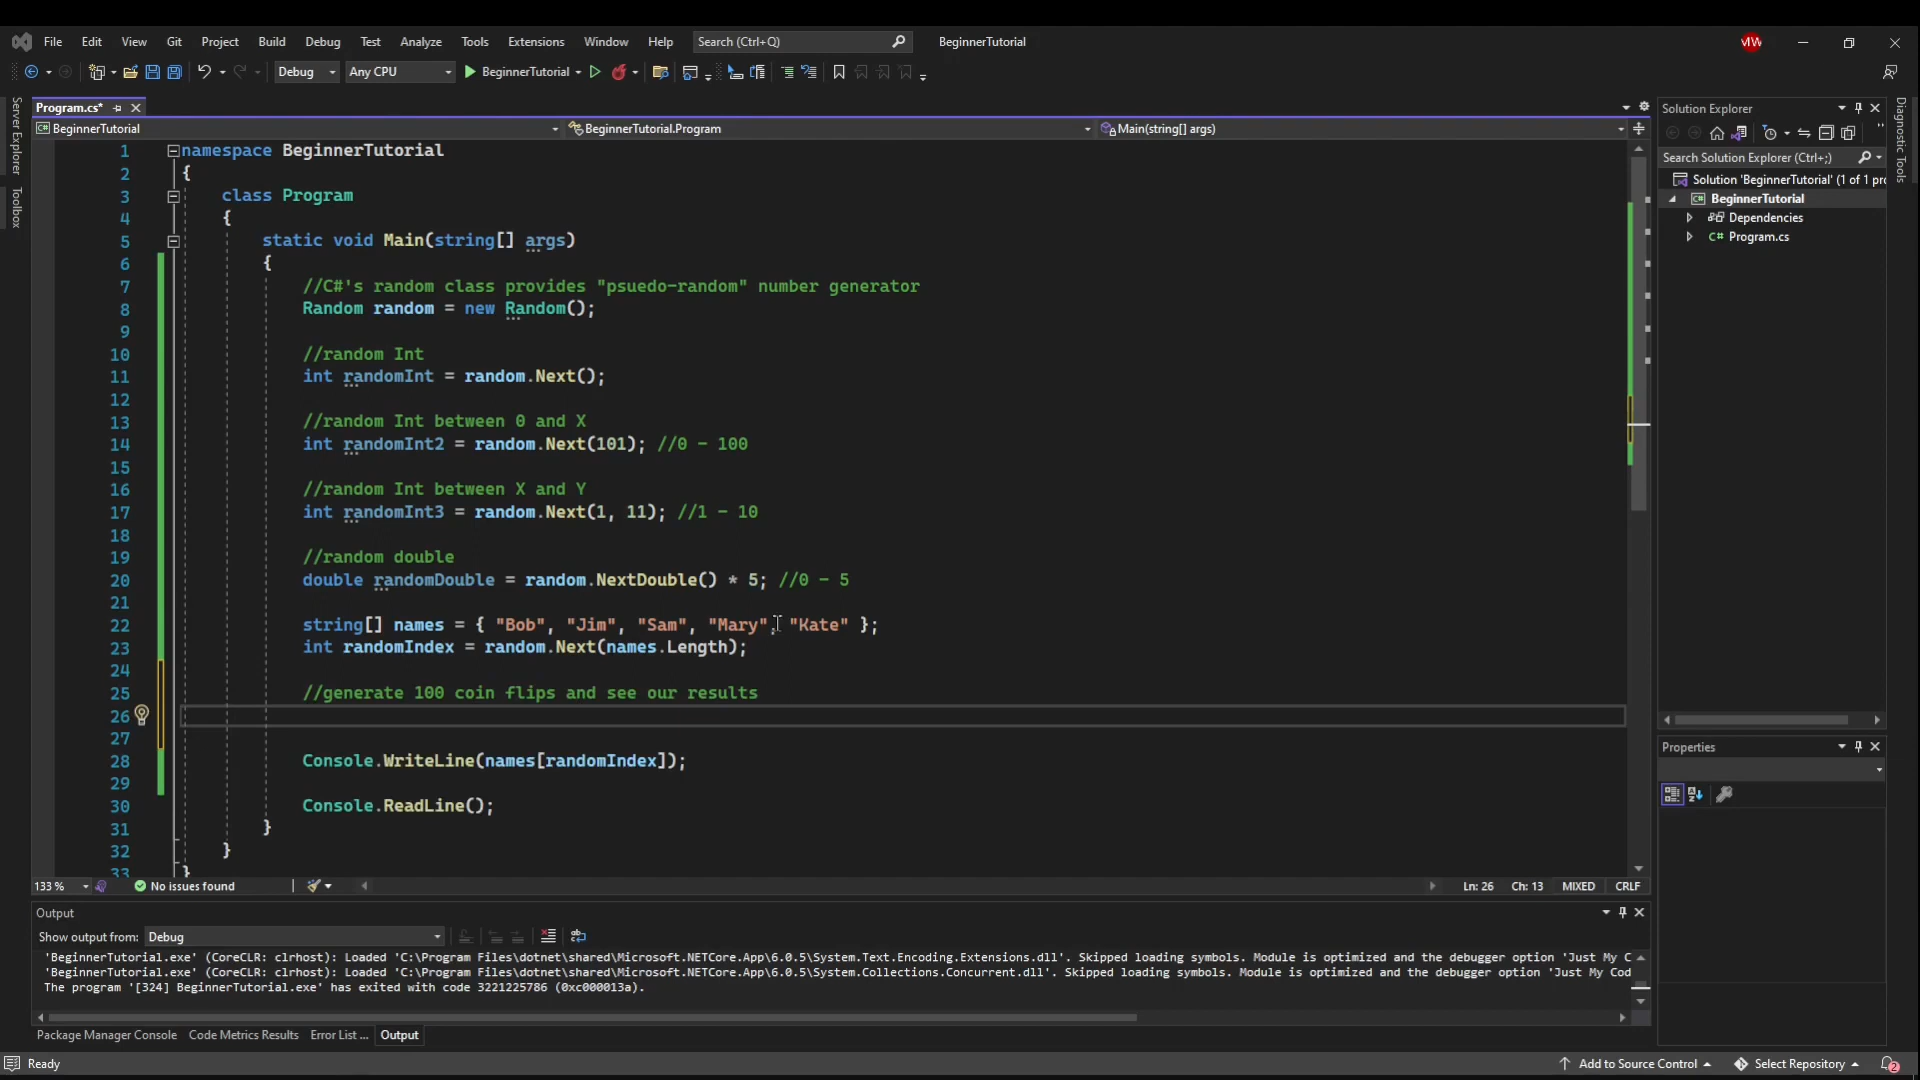 File Edit View Git Project Build Debug Test Analyze Tools Extensions Window Help Search (Ctrl+Q) BeginnerTutorial MW
Debug Any CPU BeginnerTutorial
Server Explorer
Toolbox
Program.cs*
BeginnerTutorial BeginnerTutorial.Program Main(string[] args)
1 namespace BeginnerTutorial
2 {
3 class Program
4 {
5 static void Main(string[] args)
6 {
7 //C#'s random class provides "psuedo-random" number generator
8 Random random = new Random();
9
10 //random Int
11 int randomInt = random.Next();
12
13 //random Int between 0 and X
14 int randomInt2 = random.Next(101); //0 - 100
15
16 //random Int between X and Y
17 int randomInt3 = random.Next(1, 11); //1 - 10
18
19 //random double
20 double randomDouble = random.NextDouble() * 5; //0 - 5
21
22 string[] names = { "Bob", "Jim", "Sam", "Mary", "Kate" };
23 int randomIndex = random.Next(names.Length);
24
25 //generate 100 coin flips and see our results
26
27
28 Console.WriteLine(names[randomIndex]);
29
30 Console.ReadLine();
31 }
32 }
33 }
133 % No issues found Ln: 26 Ch: 13 MIXED CRLF
Output
Show output from: Debug
'BeginnerTutorial.exe' (CoreCLR: clrhost): Loaded 'C:\Program Files\dotnet\shared\Microsoft.NETCore.App\6.0.5\System.Text.Encoding.Extensions.dll'. Skipped loading symbols. Module is optimized and the debugger option 'Just My C
'BeginnerTutorial.exe' (CoreCLR: clrhost): Loaded 'C:\Program Files\dotnet\shared\Microsoft.NETCore.App\6.0.5\System.Collections.Concurrent.dll'. Skipped loading symbols. Module is optimized and the debugger option 'Just My Cod
The program '[324] BeginnerTutorial.exe' has exited with code 3221225786 (0xc000013a).
Package Manager Console Code Metrics Results Error List ... Output
Solution Explorer
Search Solution Explorer (Ctrl+;)
Solution 'BeginnerTutorial' (1 of 1 pr
C# BeginnerTutorial
Dependencies
C# Program.cs
Properties
Diagnostic Tools
Ready Add to Source Control Select Repository 2